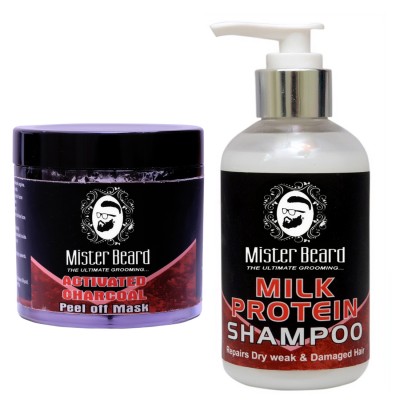 Mister Beard
THE ULTIMATE GROOMING...
ACTIVATED
CHARCOAL
Peel off Mask
Mister Beard
THE ULTIMATE GROOMING...
MILK
PROTEIN
SHAMPOO
Repairs Dry weak & Damaged Hair